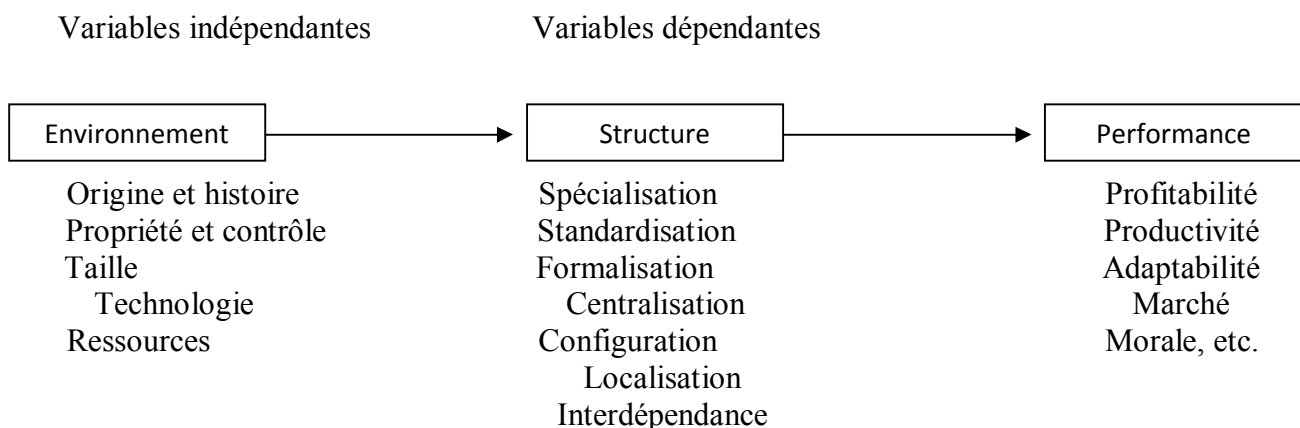 Variables indépendantes
Variables dépendantes
Environnement
Structure
Performance
Origine et histoire
Propriété et contrôle
Taille
Technologie
Ressources
Spécialisation
Standardisation
Formalisation
Centralisation
Configuration
Localisation
Interdépendance
Profitabilité
Productivité
Adaptabilité
Marché
Morale, etc.